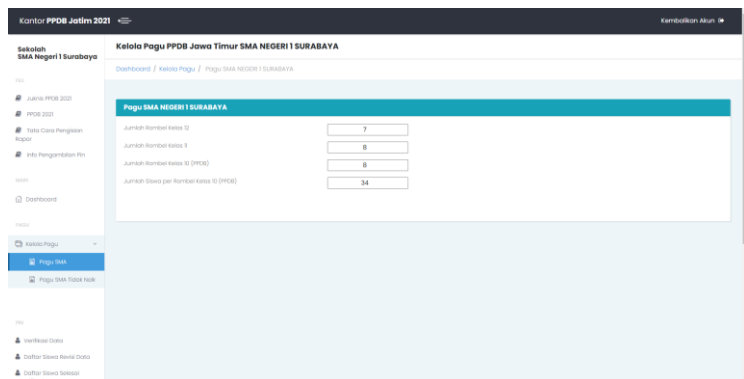 Kantor PPDB Jatim 2021
Kembalikan Akun
Sekolah
SMA Negeri 1 Surabaya
Juknis PPDB 2021
PPDB 2021
Tata Cara Pengisian
Rapor
Info Pengambilan Pin
Dashboard
Kelola Pagu
Pagu SMA
Pagu SMA Tidak Naik
Verifikasi Data
Daftar Siswa Revisi Data
Daftar Siswa Selesai
Kelola Pagu PPDB Jawa Timur SMA NEGERI 1 SURABAYA
Dashboard / Kelola Pagu / Pagu SMA NEGERI 1 SURABAYA
Pagu SMA NEGERI 1 SURABAYA
Jumlah Rombel Kelas 12 7
Jumlah Rombel Kelas 11 8
Jumlah Rombel Kelas 10 (PPDB) 8
Jumlah Siswa per Rombel Kelas 10 (PPDB) 34